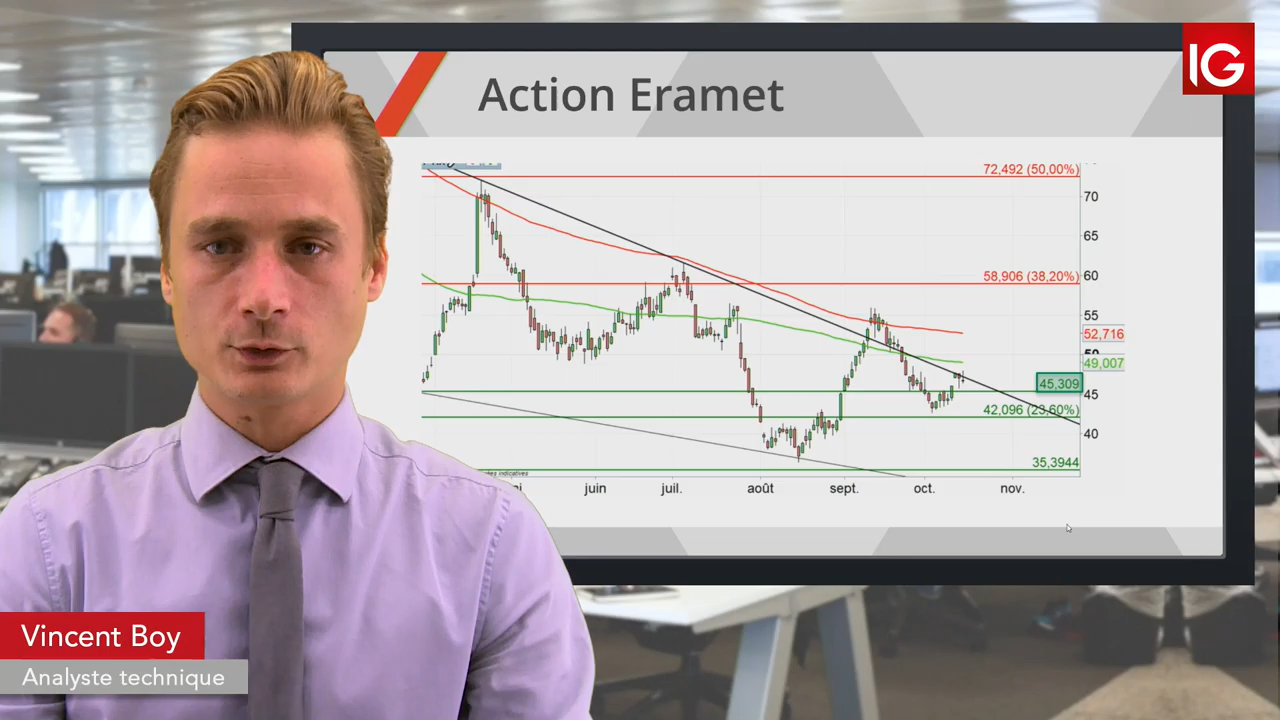 IG
Action Eramet
72,492 (50,00%)
70
65
60
58,906 (38,20%)
55
52,716
50
49,007
45,309
45
42,096 (23,60%)
40
35,3944
juin
juil.
août
sept.
oct.
nov.
Vincent Boy
Analyste technique